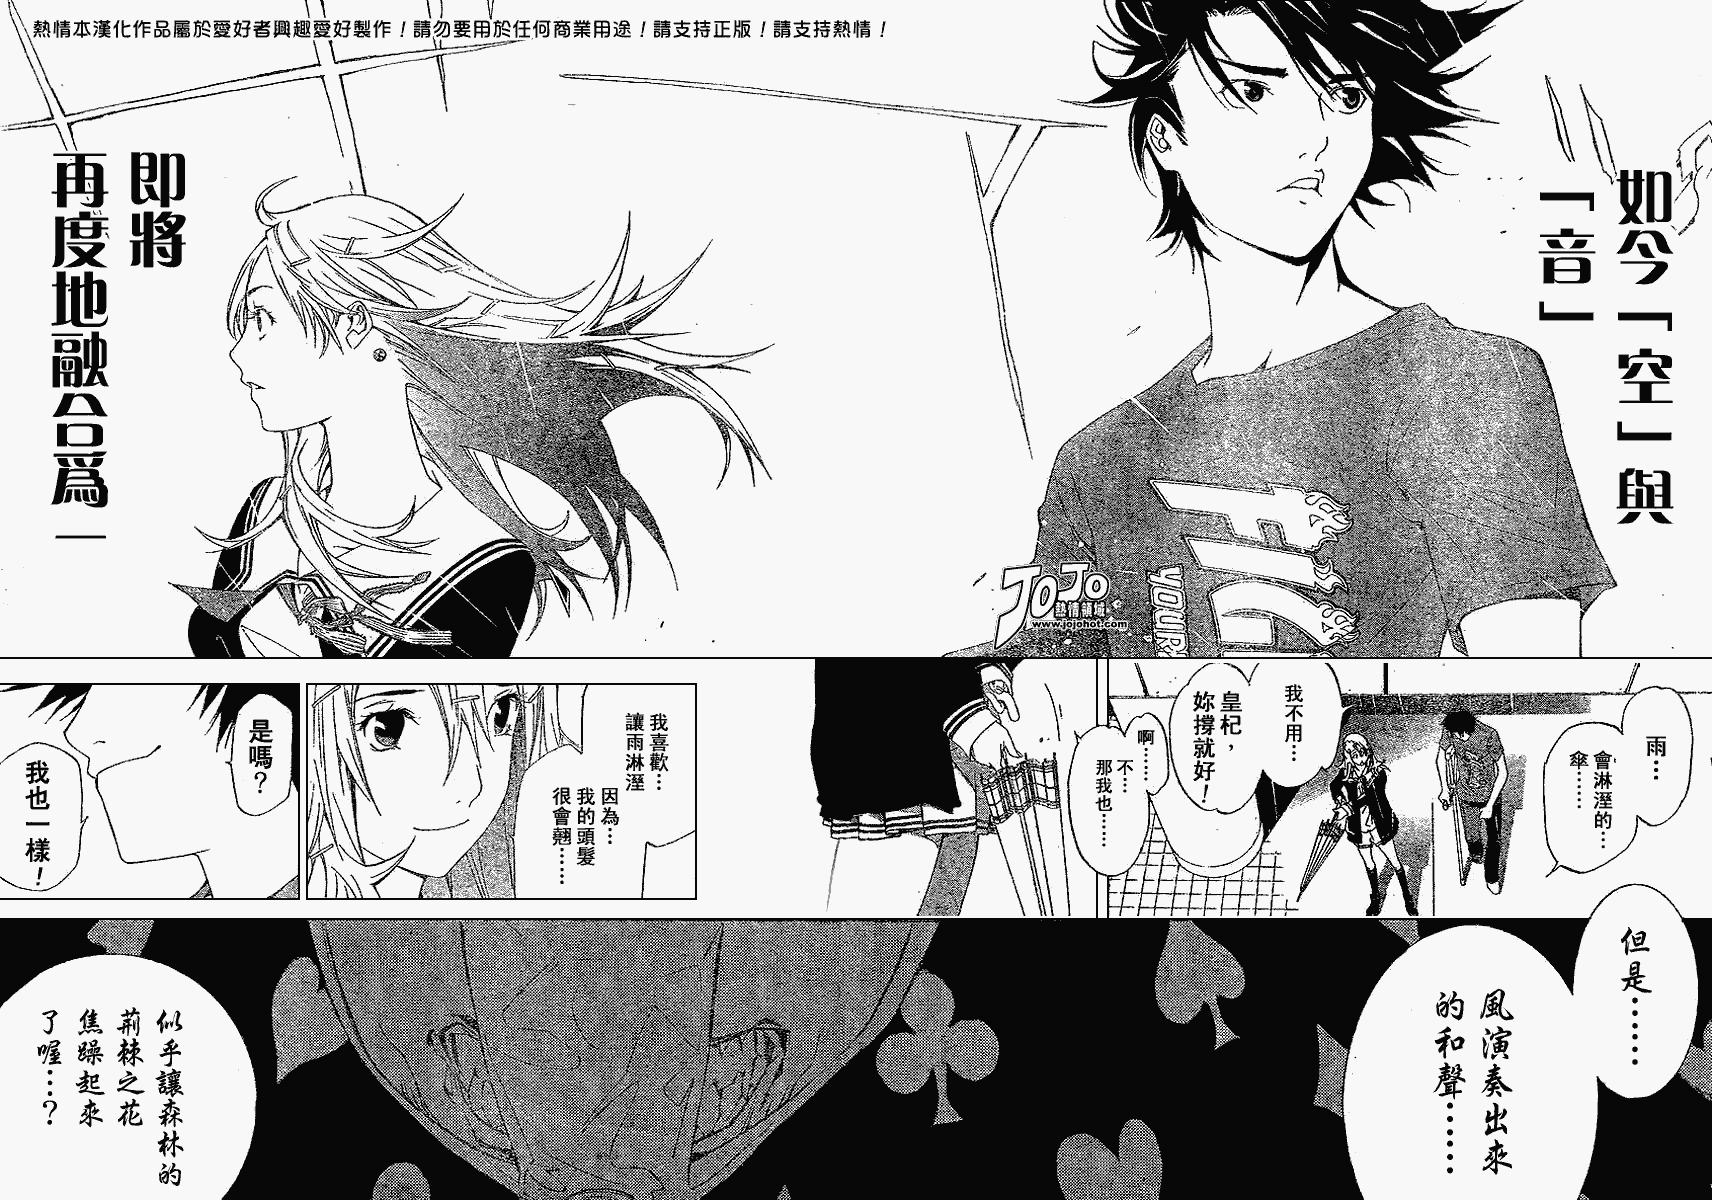 熱情本漢化作品屬於愛好者興趣愛好製作！請勿要用於任何商業用途！請支持正版！請支持熱情！
如今「空」與
「音」
即將
再度地融合爲一
JOJO
熱情領域
www.jojohot.com
YOUR
雨…
會淋溼的…
傘……
我不用…
皇杞，
妳撐就好！
啊……
不…
那我也……
我喜歡…
讓雨淋溼
因為…
我的頭髮
很會翹……
是嗎？
我也一樣！
但是……
風演奏出來
的和聲……
似乎讓森林的
荊棘之花
焦躁起來
了喔…？